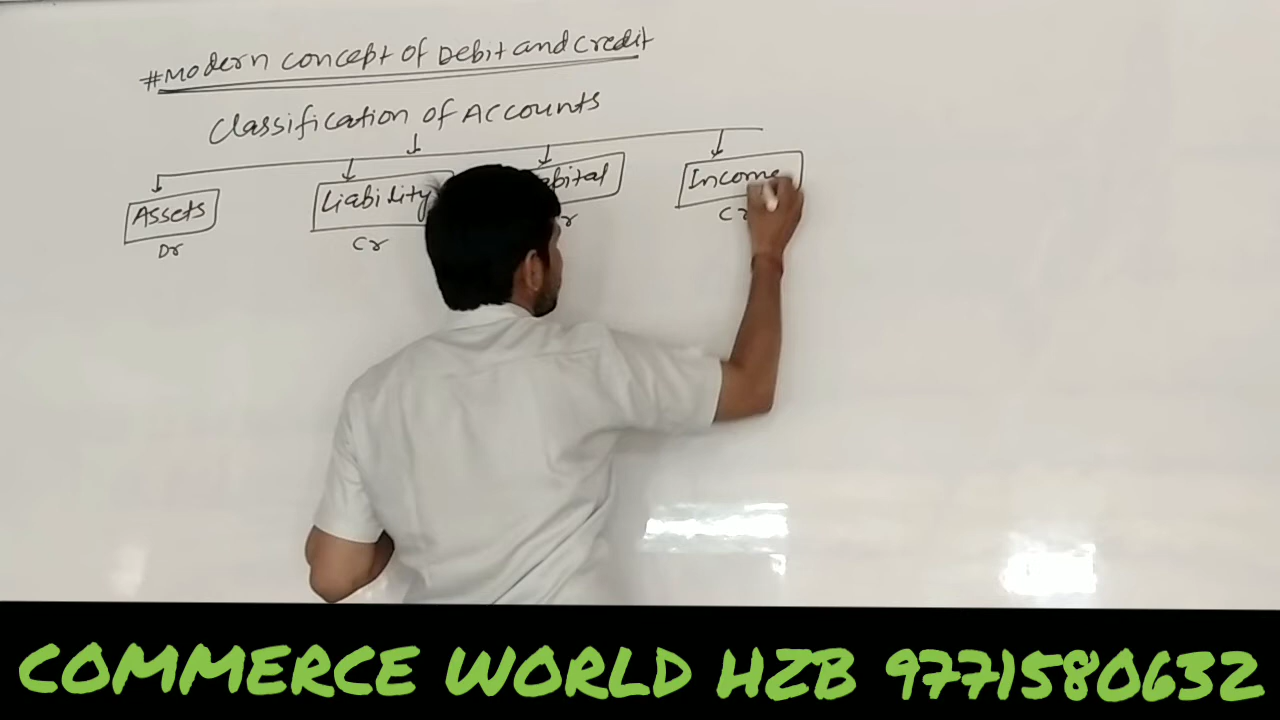 #Modern concept of Debit and Credit
Classification of Accounts
Assets Liability Income
Dr Cr
COMMERCE WORLD HZB 9771580632